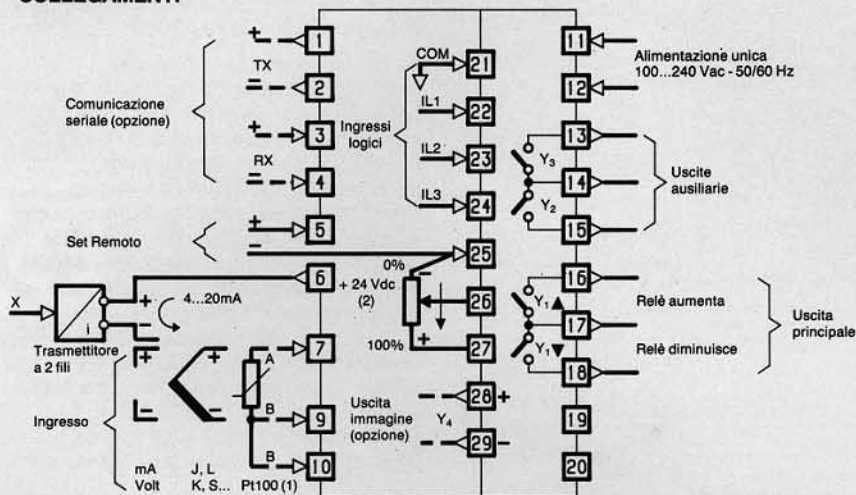 COLLEGAMENTI
+ 1 COM 21 11 Alimentazione unica
TX 100...240 Vac - 50/60 Hz
− 2 IL1 22 12
Comunicazione
seriale (opzione)
+ 3 Ingressi
logici IL2 23 13
RX Y3 Uscite
ausiliarie
− 4 IL3 24 14
Y2
+ 5 15
Set Remoto
− 25
0% −
6 + 24 Vdc
(2) 26 16 Relè aumenta
X + 4...20mA Y1▲
i − 17 Uscita
principale
Trasmettitore
a 2 fili 100% + 27 Y1▼ Relè diminuisce
+ + A 7 18
Ingresso
− − B 9 Uscita
immagine
(opzione) Y4 28 + 19
B 10 29 − 20
mA
Volt J, L
K, S... Pt100 (1)